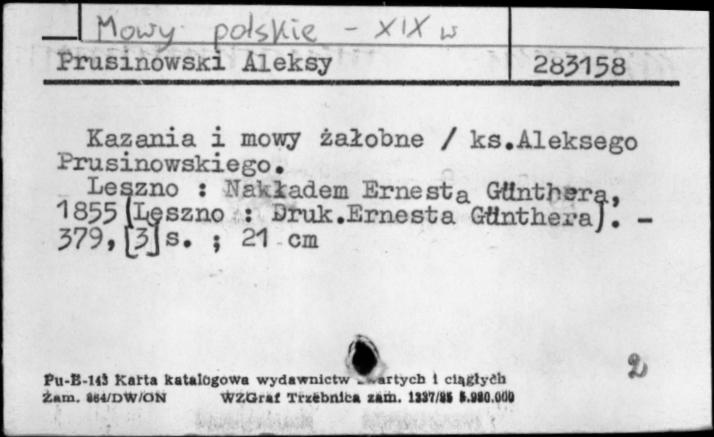 Mowy polskie - XIX w
Prusinowski Aleksy 283158
Kazania i mowy żałobne / ks.Aleksego
Prusinowskiego.
Leszno : Nakładem Ernesta Günthera,
1855 (Leszno : Druk.Ernesta Günthera). -
379, [3] s. ; 21 cm
2
Pu-B-143 Karta katalogowa wydawnictw zwartych i ciągłych
Zam. 864/DW/ON WZGraf Trzebnica zam. 1337/85 5.980.000